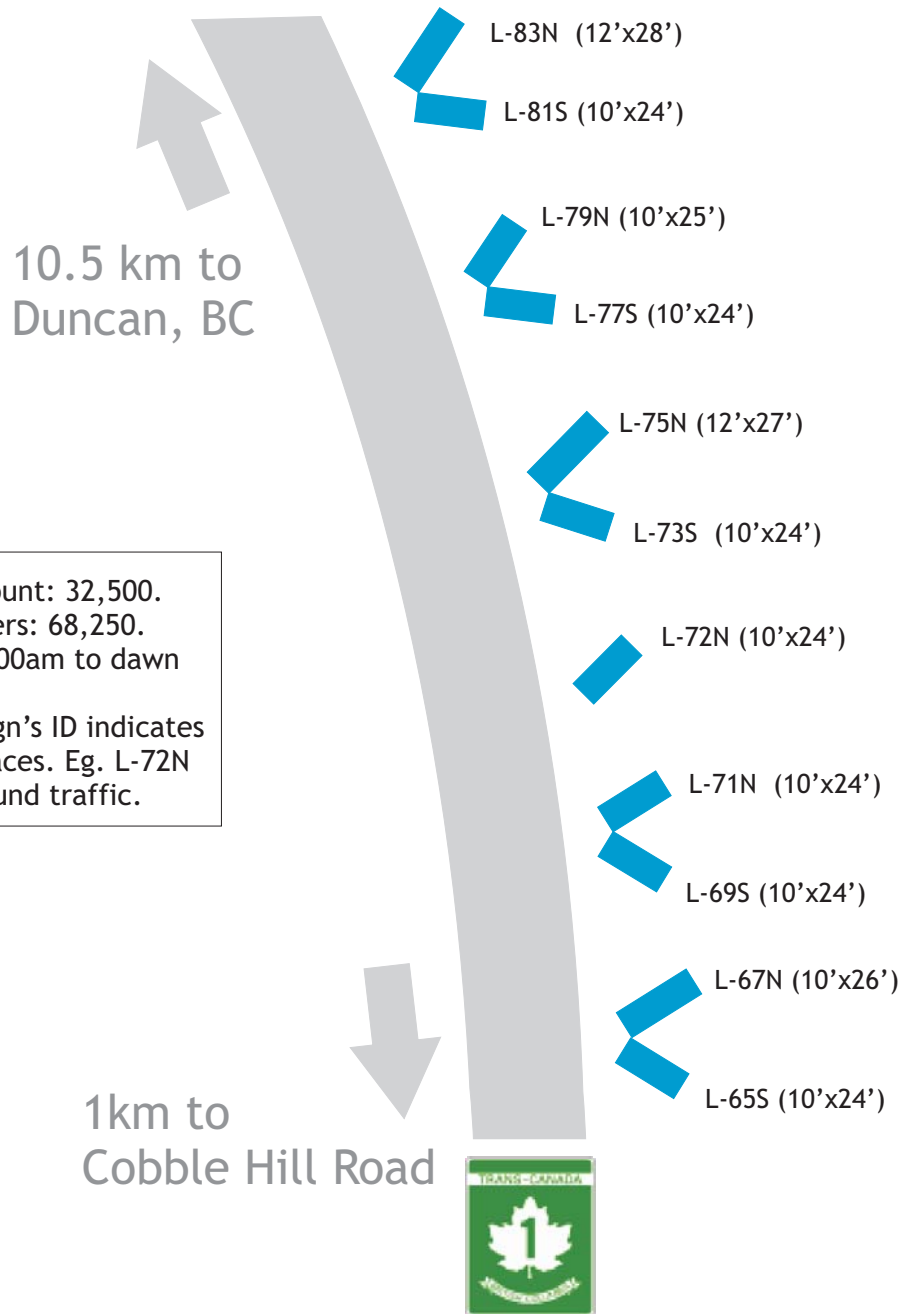 L-83N (12’x28’)
L-81S (10’x24’)
L-79N (10’x25’)
10.5 km to
Duncan, BC
L-77S (10’x24’)
L-75N (12’x27’)
L-73S (10’x24’)
ount: 32,500.
ers: 68,250.
00am to dawn
gn’s ID indicates
aces. Eg. L-72N
und traffic.
L-72N (10’x24’)
L-71N (10’x24’)
L-69S (10’x24’)
L-67N (10’x26’)
L-65S (10’x24’)
1km to
Cobble Hill Road
TRANS-CANADA
1
BRITISH COLUMBIA